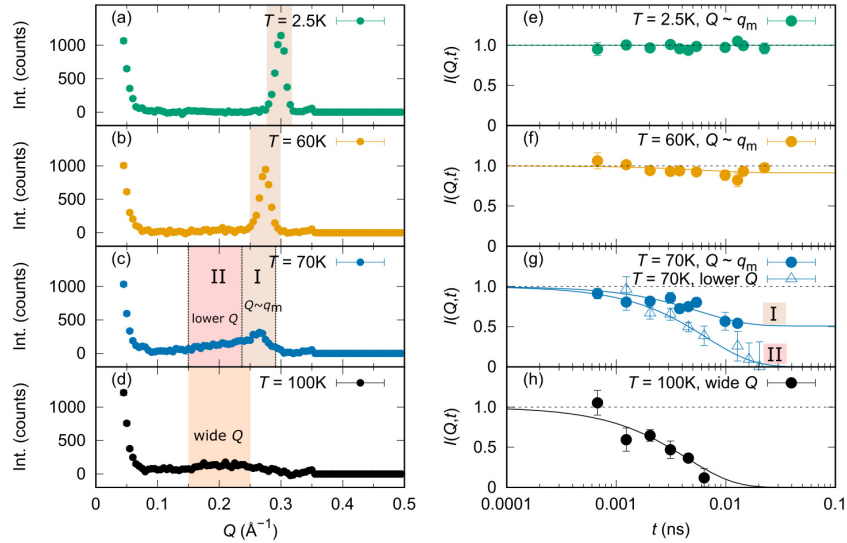 (a)
T = 2.5K
1000
500
0
Int. (counts)
(b)
T = 60K
1000
500
0
Int. (counts)
(c)
T = 70K
II
I
lower Q
Q~qm
1000
500
0
Int. (counts)
(d)
T = 100K
wide Q
1000
500
0
Int. (counts)
0 0.1 0.2 0.3 0.4 0.5
Q (Å⁻¹)
(e)
T = 2.5K, Q ~ qm
1.0
0.5
0
I(Q,t)
(f)
T = 60K, Q ~ qm
1.0
0.5
0
I(Q,t)
(g)
T = 70K, Q ~ qm
T = 70K, lower Q
I
II
1.0
0.5
0
I(Q,t)
(h)
T = 100K, wide Q
1.0
0.5
0
I(Q,t)
0.0001 0.001 0.01 0.1
t (ns)